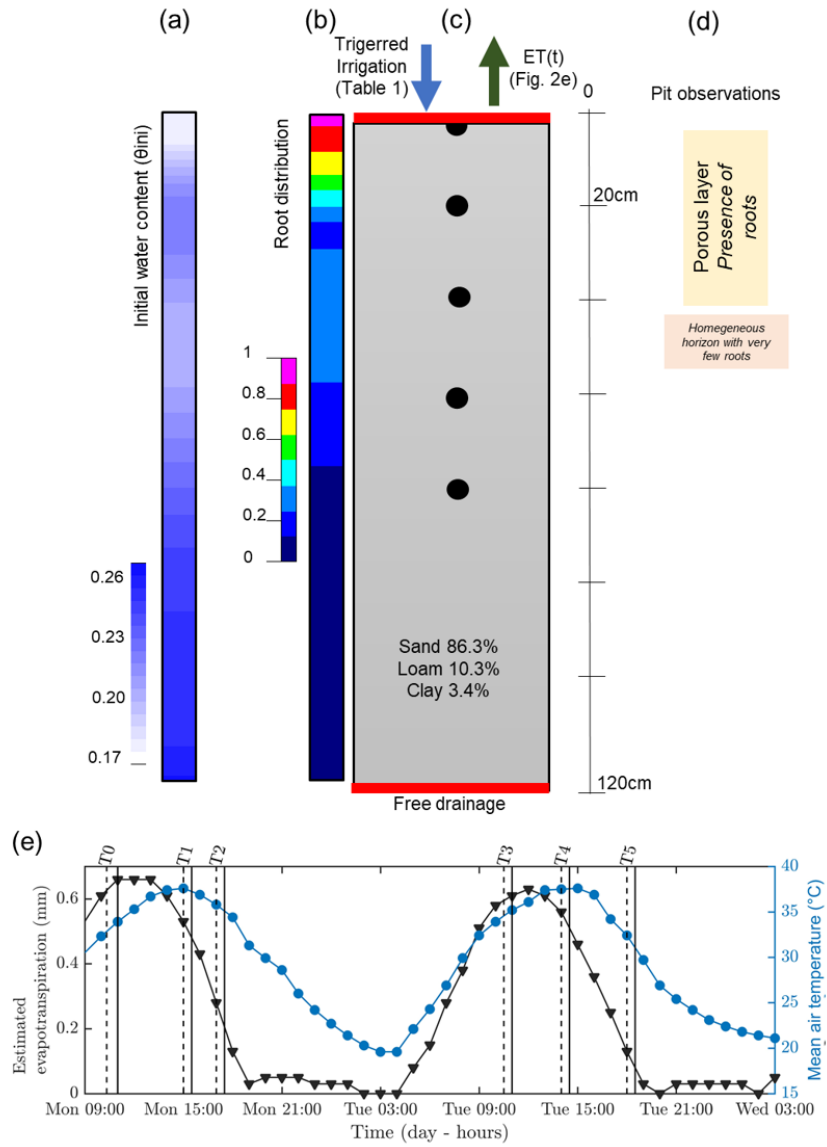 (a)
(b)
(c)
(d)
Trigerred
Irrigation
(Table 1)
ET(t)
(Fig. 2e)
0
Pit observations
Initial water content (θini)
Root distribution
20cm
Porous layer
Presence of
roots
Homegeneous
horizon with very
few roots
1
0.8
0.6
0.4
0.2
0
0.26
0.23
0.20
0.17
Sand 86.3%
Loam 10.3%
Clay 3.4%
120cm
Free drainage
(e)
T0
T1
T2
T3
T4
T5
Estimated
evapotranspiration (mm)
0.6
0.4
0.2
0
40
35
30
25
20
15
Mean air temperature (°C)
Mon 09:00
Mon 15:00
Mon 21:00
Tue 03:00
Tue 09:00
Tue 15:00
Tue 21:00
Wed 03:00
Time (day - hours)